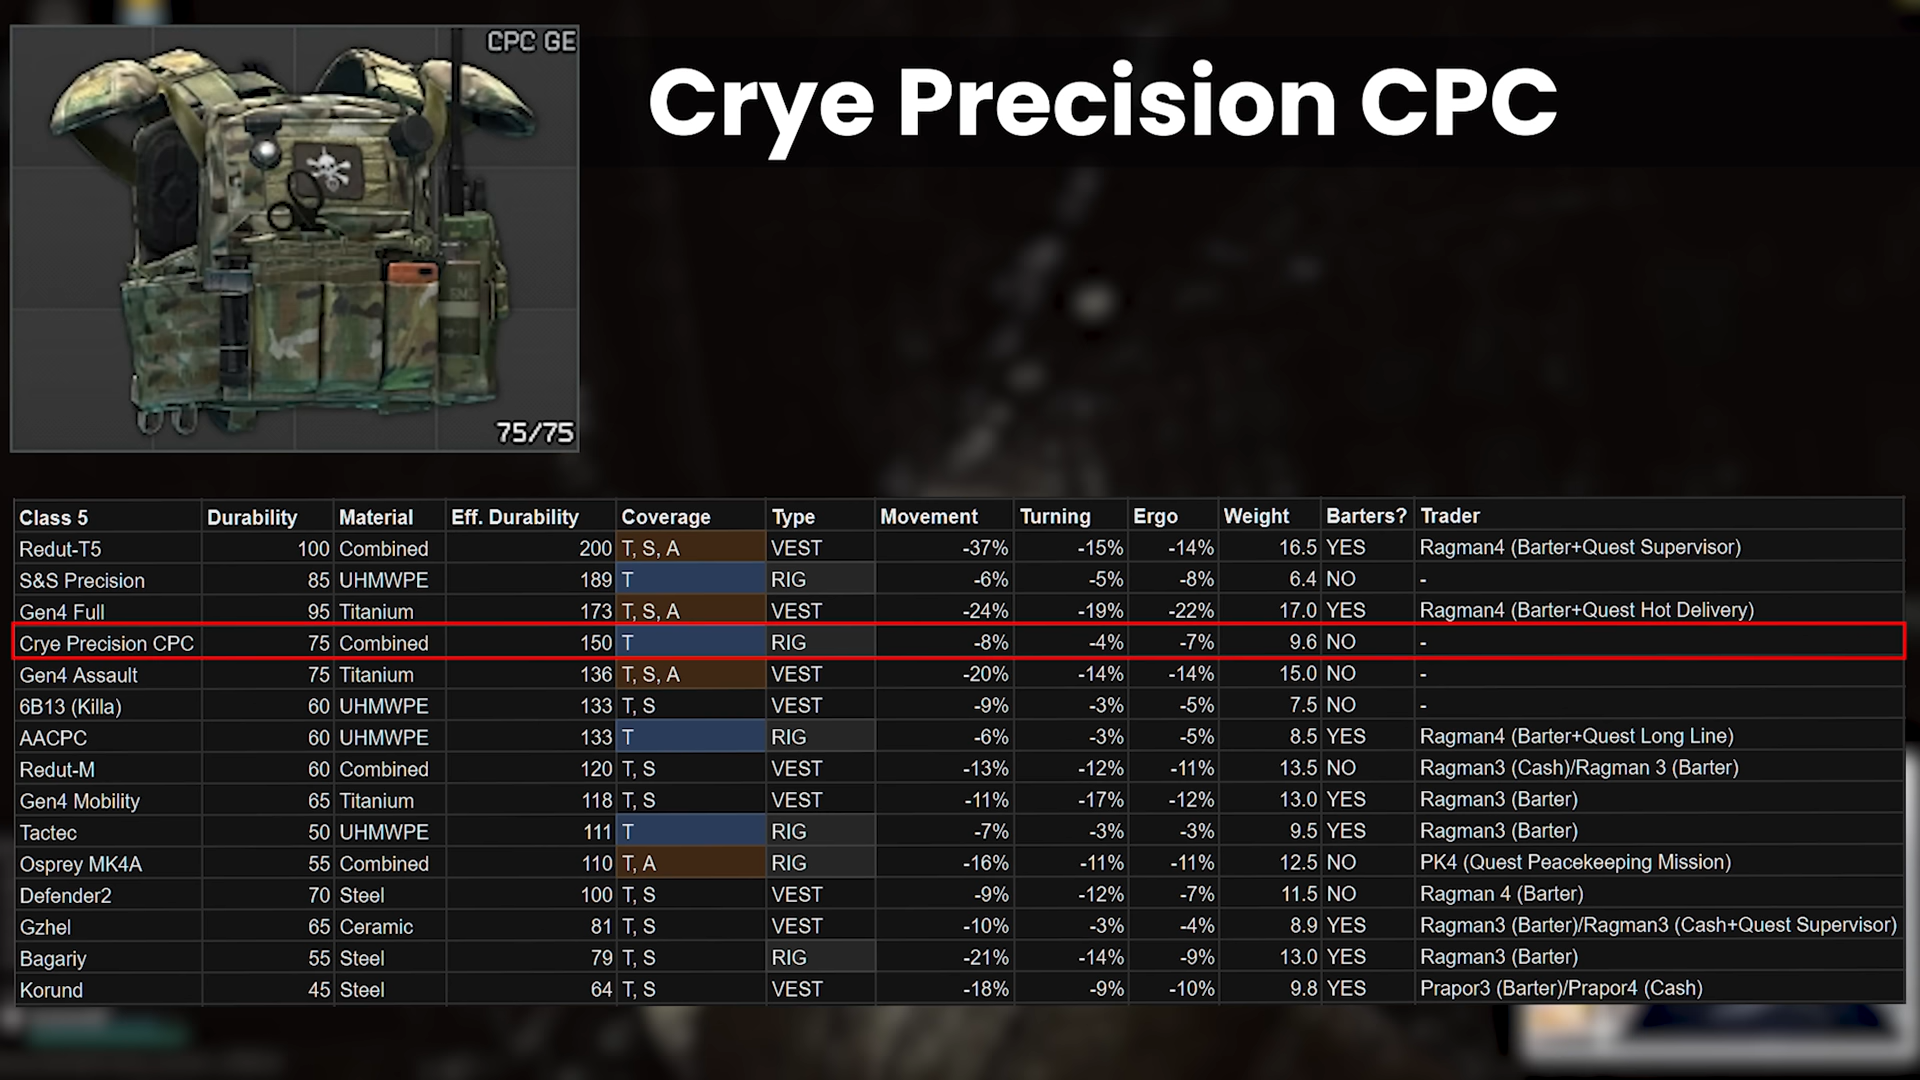 CPC GE
Crye Precision CPC
75/75
Class 5 Durability Material Eff. Durability Coverage Type Movement Turning Ergo Weight Barters? Trader
Redut-T5 100 Combined 200 T, S, A VEST -37% -15% -14% 16.5 YES Ragman4 (Barter+Quest Supervisor)
S&S Precision 85 UHMWPE 189 T RIG -6% -5% -8% 6.4 NO -
Gen4 Full 95 Titanium 173 T, S, A VEST -24% -19% -22% 17.0 YES Ragman4 (Barter+Quest Hot Delivery)
Crye Precision CPC 75 Combined 150 T RIG -8% -4% -7% 9.6 NO -
Gen4 Assault 75 Titanium 136 T, S, A VEST -20% -14% -14% 15.0 NO -
6B13 (Killa) 60 UHMWPE 133 T, S VEST -9% -3% -5% 7.5 NO -
AACPC 60 UHMWPE 133 T RIG -6% -3% -5% 8.5 YES Ragman4 (Barter+Quest Long Line)
Redut-M 60 Combined 120 T, S VEST -13% -12% -11% 13.5 NO Ragman3 (Cash)/Ragman 3 (Barter)
Gen4 Mobility 65 Titanium 118 T, S VEST -11% -17% -12% 13.0 YES Ragman3 (Barter)
Tactec 50 UHMWPE 111 T RIG -7% -3% -3% 9.5 YES Ragman3 (Barter)
Osprey MK4A 55 Combined 110 T, A RIG -16% -11% -11% 12.5 NO PK4 (Quest Peacekeeping Mission)
Defender2 70 Steel 100 T, S VEST -9% -12% -7% 11.5 NO Ragman 4 (Barter)
Gzhel 65 Ceramic 81 T, S VEST -10% -3% -4% 8.9 YES Ragman3 (Barter)/Ragman3 (Cash+Quest Supervisor)
Bagariy 55 Steel 79 T, S RIG -21% -14% -9% 13.0 YES Ragman3 (Barter)
Korund 45 Steel 64 T, S VEST -18% -9% -10% 9.8 YES Prapor3 (Barter)/Prapor4 (Cash)